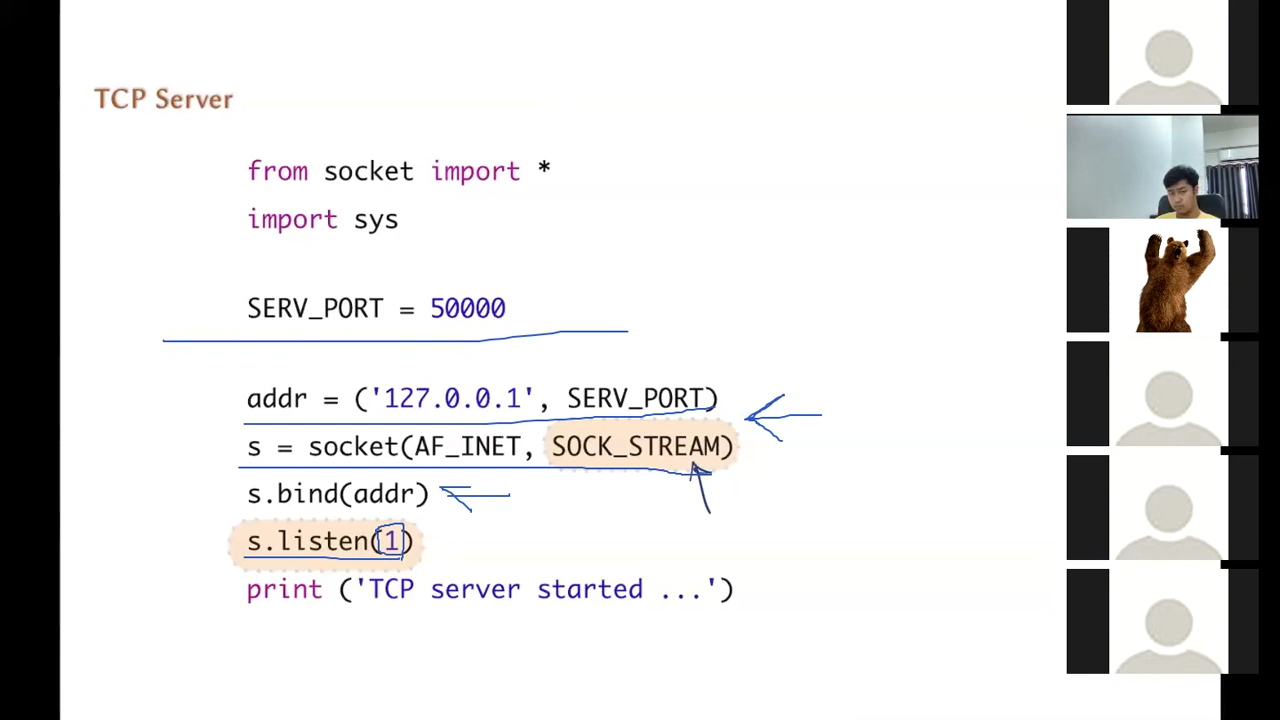 TCP Server
from socket import *
import sys
SERV_PORT = 50000
addr = ('127.0.0.1', SERV_PORT)
s = socket(AF_INET, SOCK_STREAM)
s.bind(addr)
s.listen(1)
print ('TCP server started ...')